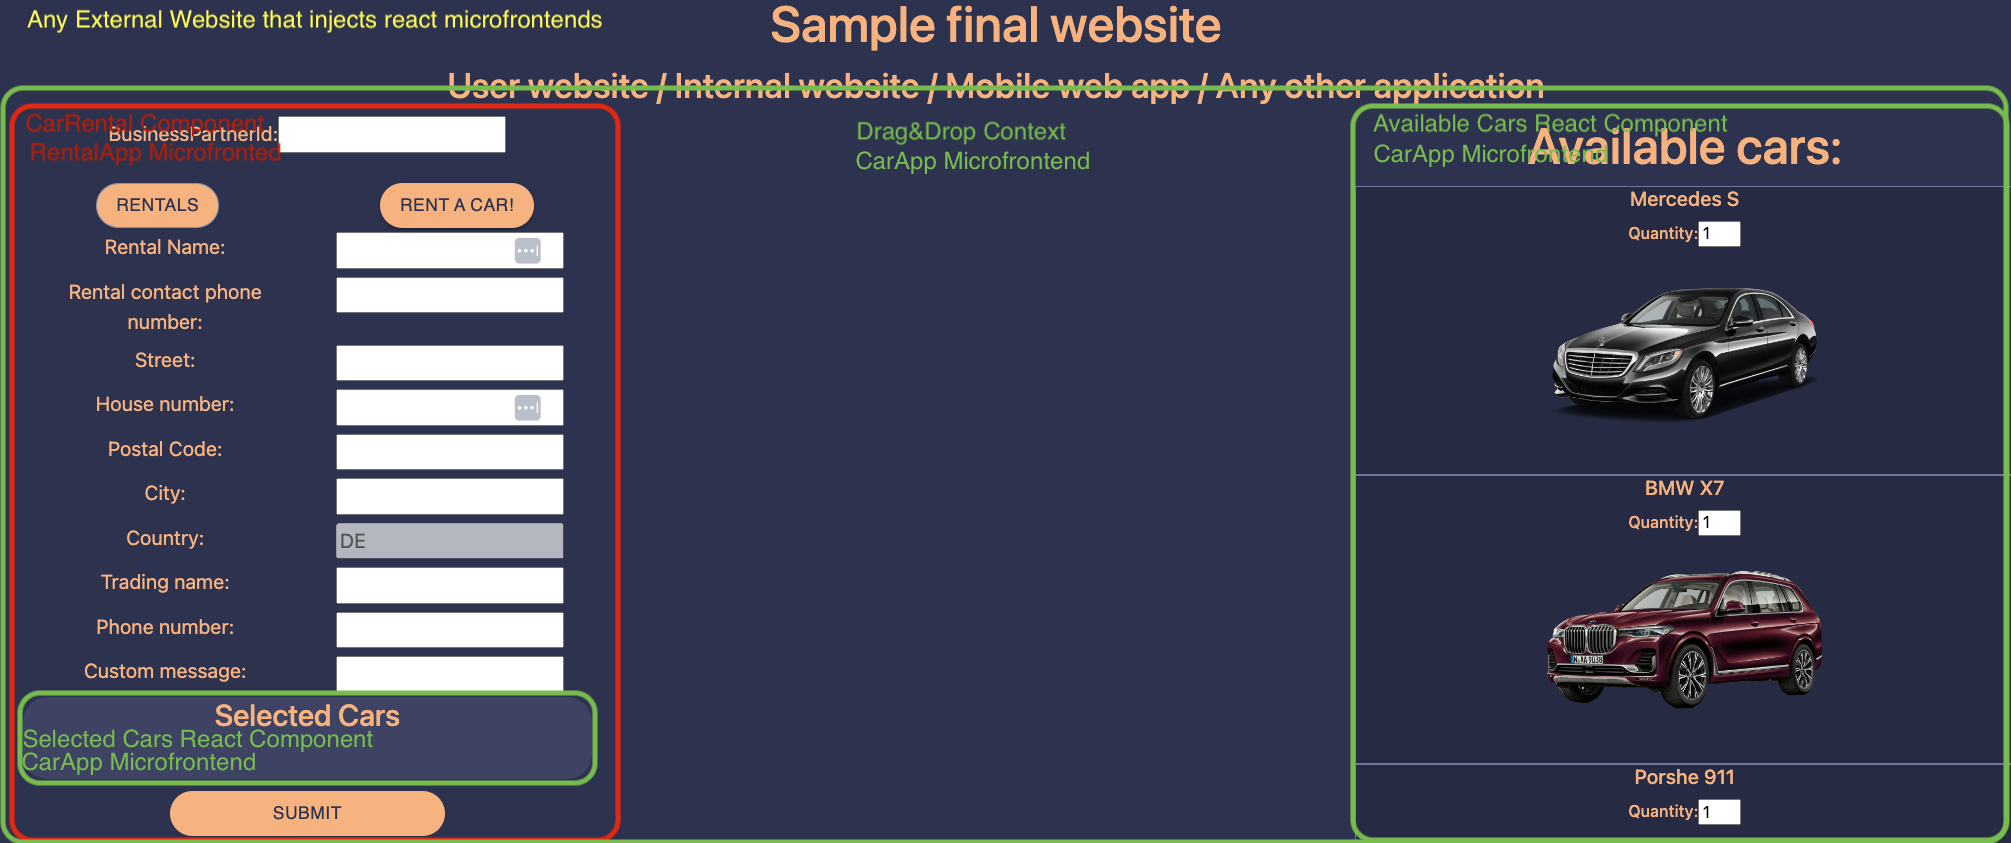 Any External Website that injects react microfrontends
Sample final website
User website / Internal website / Mobile web app / Any other application
CarRental Component
BusinessPartnerId:
RentalApp Microfronted
RENTALS
RENT A CAR!
Rental Name:
Rental contact phone
number:
Street:
House number:
Postal Code:
City:
Country:
DE
Trading name:
Phone number:
Custom message:
Selected Cars
Selected Cars React Component
CarApp Microfrontend
SUBMIT
Drag&Drop Context
CarApp Microfrontend
Available Cars React Component
CarApp Microfrontend
Available cars:
Mercedes S
Quantity: 1
BMW X7
Quantity: 1
Porshe 911
Quantity: 1